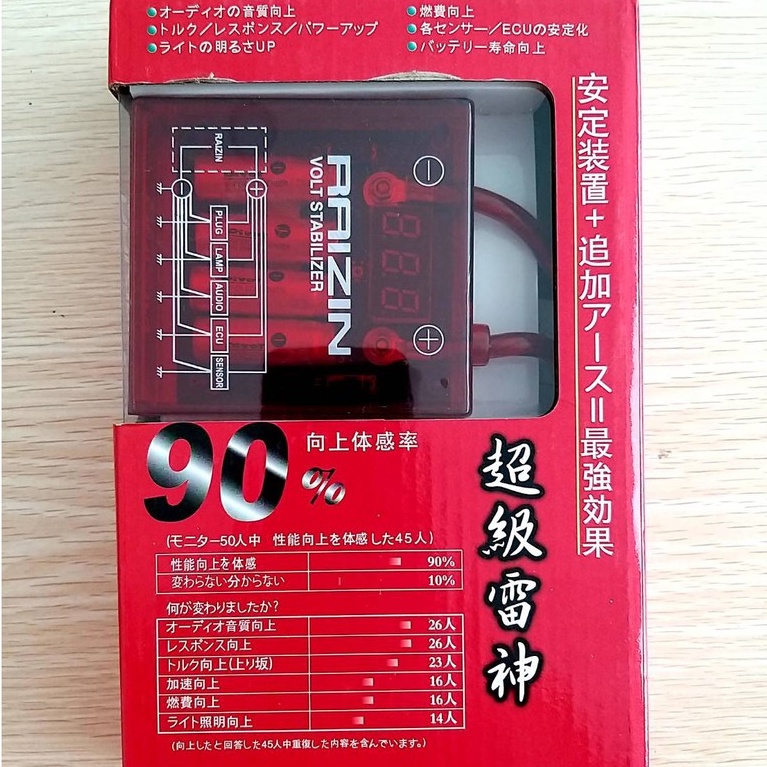 ●オーディオの音質向上
●トルク/レスポンス/パワーアップ
●ライトの明るさUP
●燃費向上
●各センサー/ECUの安定化
●バッテリー寿命向上
安定装置+追加アース=最強効果
RAIZIN
VOLT STABILIZER
RAIZIN
PLUG
LAMP
AUDIO
ECU
SENSOR
−
+
888
90%
向上体感率
超級雷神
(モニター50人中 性能向上を体感した45人)
性能向上を体感 90%
変わらない分からない 10%
何が変わりましたか?
オーディオ音質向上 26人
レスポンス向上 26人
トルク向上(上り坂) 23人
加速向上 16人
燃費向上 16人
ライト照明向上 14人
(向上したと回答した45人中重復した内容を含んでいます。)